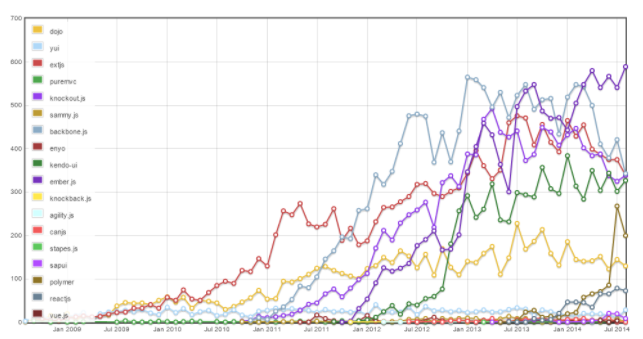 700
600
500
400
300
200
100
0
dojo
yui
extjs
puremvc
knockout.js
sammy.js
backbone.js
enyo
kendo-ui
ember.js
knockback.js
agility.js
canjs
stapes.js
sapui
polymer
reactjs
vue.js
Jan 2009 Jul 2009 Jan 2010 Jul 2010 Jan 2011 Jul 2011 Jan 2012 Jul 2012 Jan 2013 Jul 2013 Jan 2014 Jul 2014